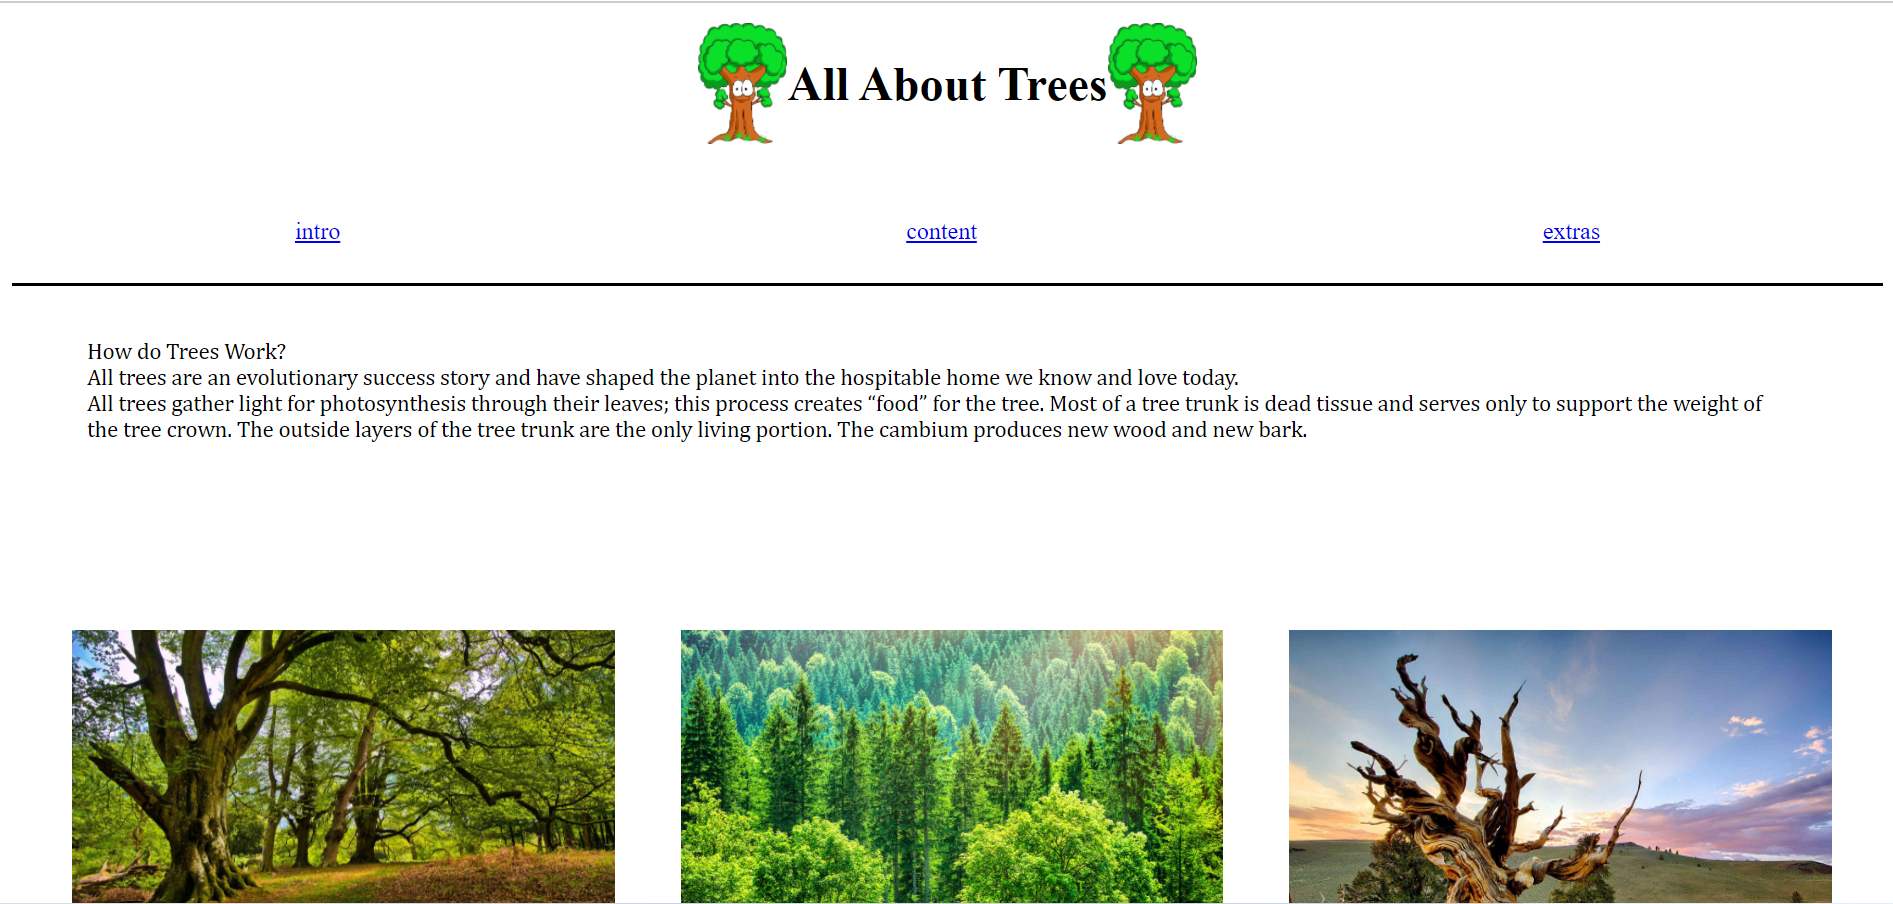 All About Trees
intro content extras
How do Trees Work?
All trees are an evolutionary success story and have shaped the planet into the hospitable home we know and love today.
All trees gather light for photosynthesis through their leaves; this process creates “food” for the tree. Most of a tree trunk is dead tissue and serves only to support the weight of
the tree crown. The outside layers of the tree trunk are the only living portion. The cambium produces new wood and new bark.